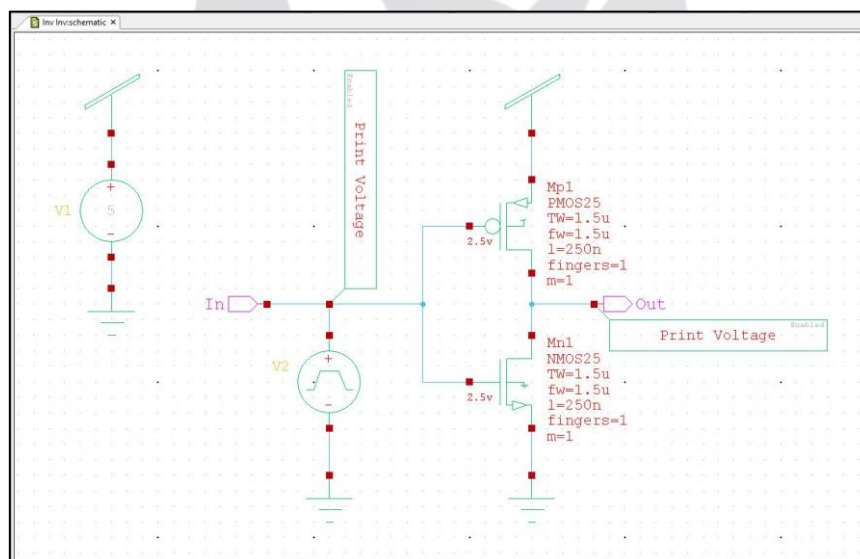 Inv Inv:schematic ×
Enabled
Print Voltage
V1
+
5
-
Mp1
PMOS25
TW=1.5u
fw=1.5u
l=250n
fingers=1
m=1
2.5v
In
Out
Enabled
Print Voltage
V2
+
-
Mn1
NMOS25
TW=1.5u
fw=1.5u
l=250n
fingers=1
m=1
2.5v